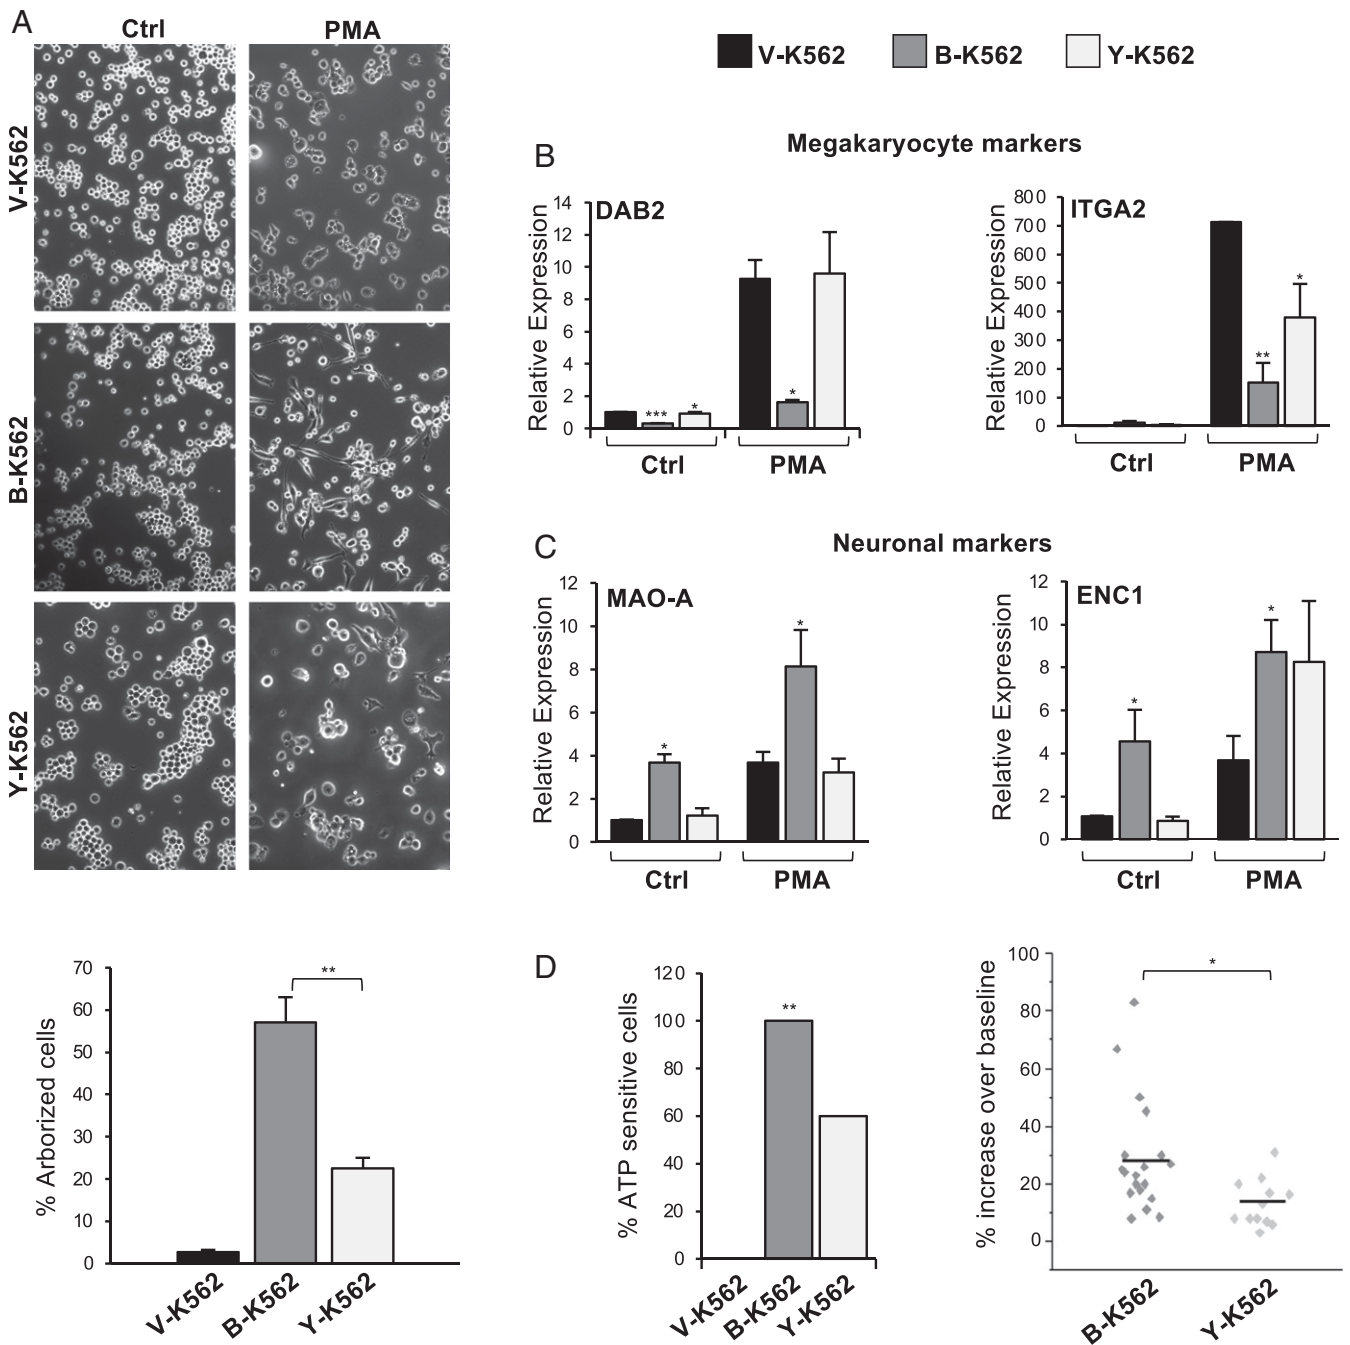 A
Ctrl
PMA
V-K562
B-K562
Y-K562
V-K562
B-K562
Y-K562
B
Megakaryocyte markers
DAB2
Relative Expression
14
12
10
8
6
4
2
0
***
*
*
Ctrl
PMA
ITGA2
Relative Expression
800
700
600
500
400
300
200
100
0
**
*
Ctrl
PMA
C
Neuronal markers
MAO-A
Relative Expression
12
10
8
6
4
2
0
*
*
Ctrl
PMA
ENC1
Relative Expression
12
10
8
6
4
2
0
*
*
Ctrl
PMA
% Arborized cells
70
60
50
40
30
20
10
0
**
V-K562
B-K562
Y-K562
D
% ATP sensitive cells
120
100
80
60
40
20
0
**
V-K562
B-K562
Y-K562
% increase over baseline
100
80
60
40
20
0
*
B-K562
Y-K562